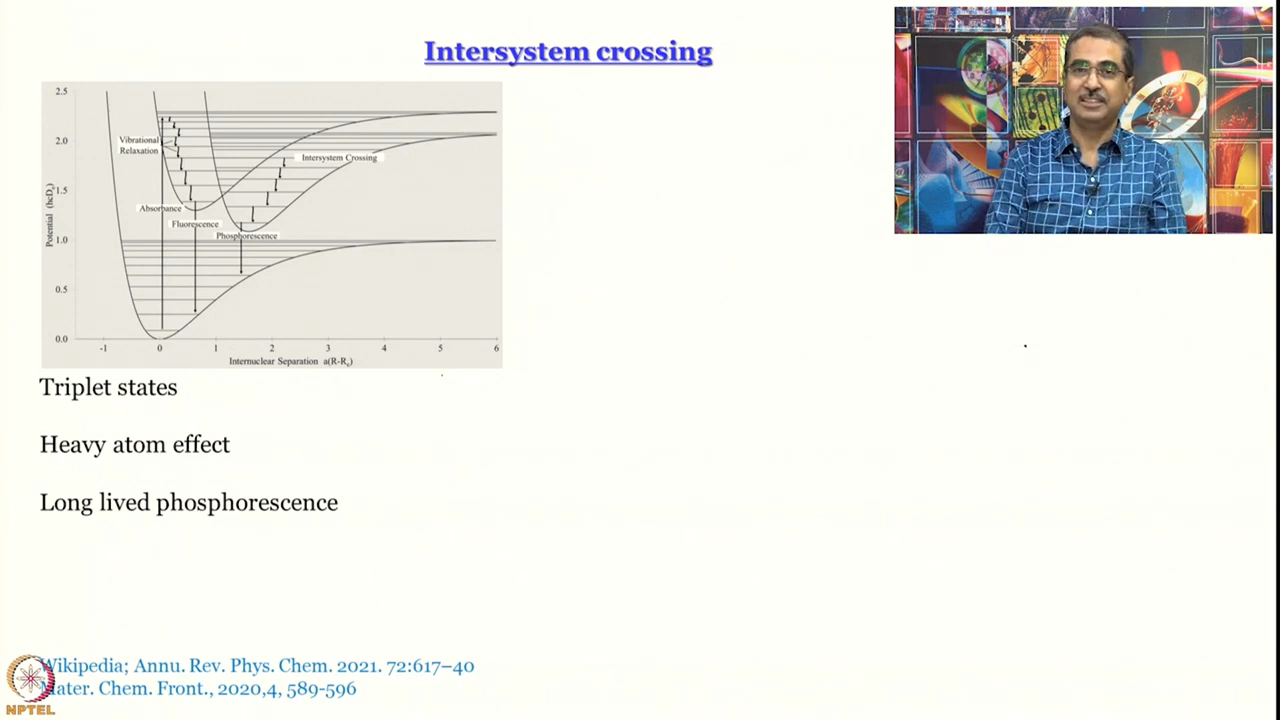 Intersystem crossing
2.5
2.0
1.5
1.0
0.5
0.0
Potential (hcDe)
Vibrational
Relaxation
Intersystem Crossing
Absorbance
Fluorescence
Phosphorescence
-1 0 1 2 3 4 5 6
Internuclear Separation a(R-Re)
Triplet states
Heavy atom effect
Long lived phosphorescence
Wikipedia; Annu. Rev. Phys. Chem. 2021. 72:617–40
Mater. Chem. Front., 2020,4, 589-596
NPTEL